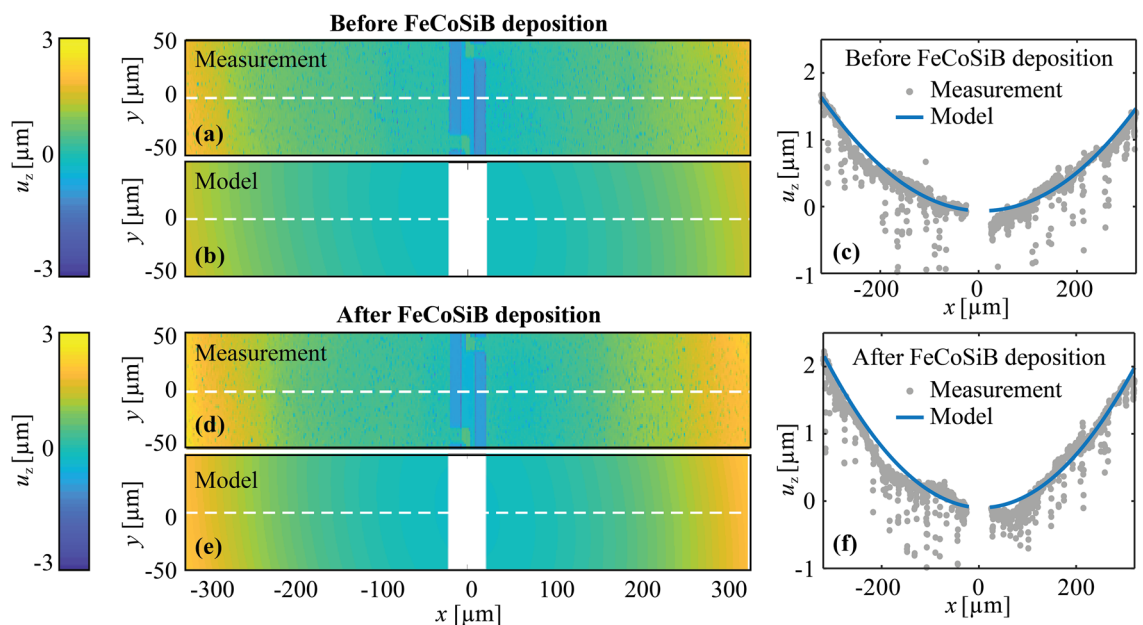 Before FeCoSiB deposition
3
0
-3
u_z [μm]
50
0
-50
y [μm]
Measurement
(a)
50
0
-50
y [μm]
Model
(b)
2
1
0
-1
u_z [μm]
Before FeCoSiB deposition
Measurement
Model
(c)
-200
0
200
x [μm]
After FeCoSiB deposition
3
0
-3
u_z [μm]
50
0
-50
y [μm]
Measurement
(d)
50
0
-50
y [μm]
Model
(e)
-300
-200
-100
0
100
200
300
x [μm]
2
1
0
-1
u_z [μm]
After FeCoSiB deposition
Measurement
Model
(f)
-200
0
200
x [μm]